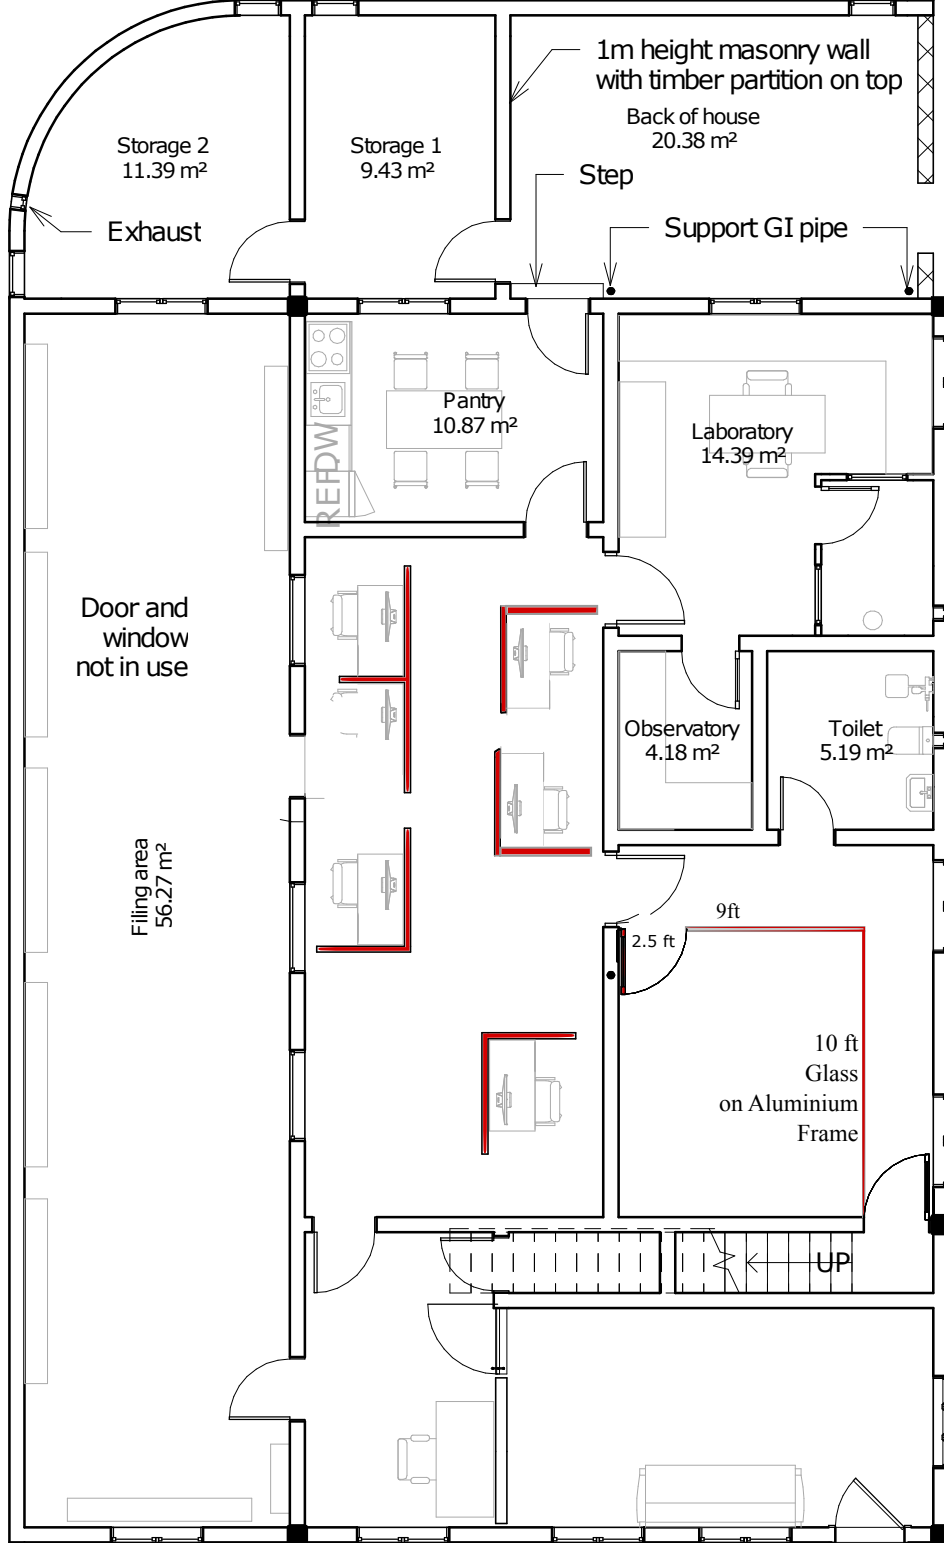 1m height masonry wall
with timber partition on top
Back of house
20.38 m²
Storage 2
11.39 m²
Storage 1
9.43 m²
Step
Exhaust
Support GI pipe
Pantry
10.87 m²
Laboratory
14.39 m²
REF
DW
Door and
window
not in use
Observatory
4.18 m²
Toilet
5.19 m²
Filing area
56.27 m²
9ft
2.5 ft
10 ft
Glass
on Aluminium
Frame
UP